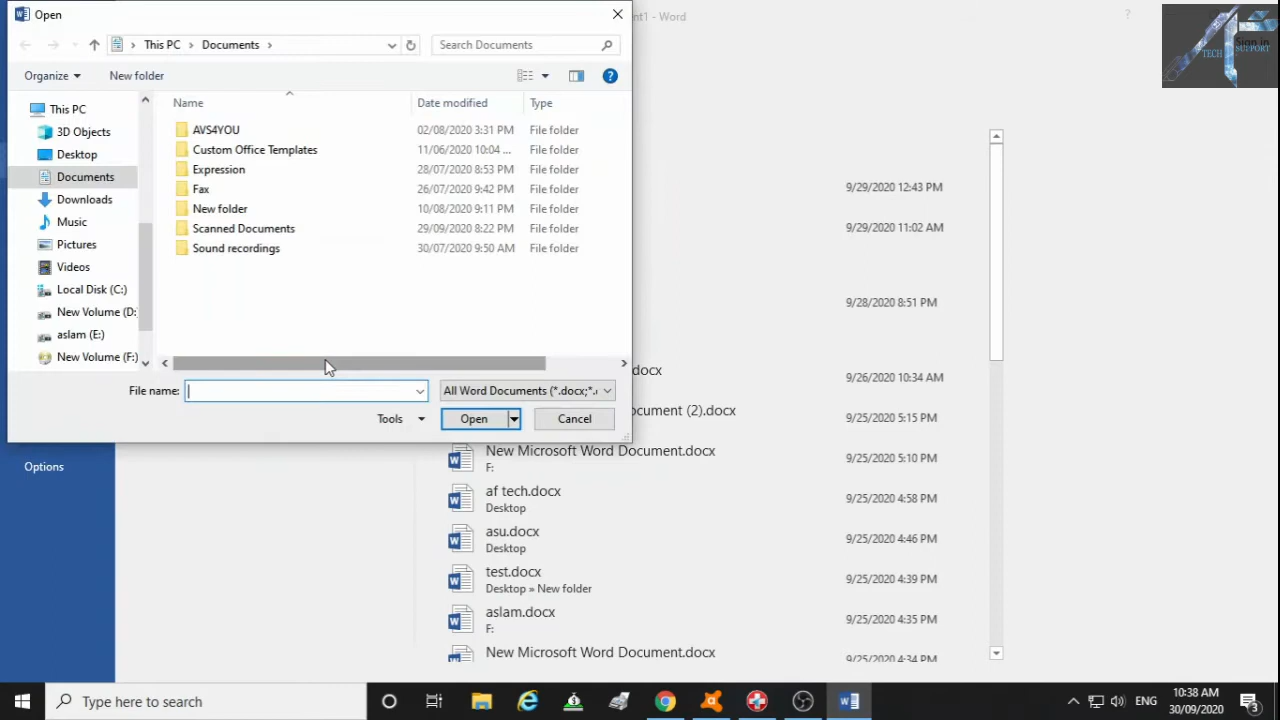 Open
nt1 - Word
?
Sign in
TECH SUPPORT
This PC > Documents >
Search Documents
Organize
New folder
Name
Date modified
Type
This PC
3D Objects
Desktop
Documents
Downloads
Music
Pictures
Videos
Local Disk (C:)
New Volume (D:
aslam (E:)
New Volume (F:)
AVS4YOU 02/08/2020 3:31 PM File folder
Custom Office Templates 11/06/2020 10:04 ... File folder
Expression 28/07/2020 8:53 PM File folder
Fax 26/07/2020 9:42 PM File folder
New folder 10/08/2020 9:11 PM File folder
Scanned Documents 29/09/2020 8:22 PM File folder
Sound recordings 30/07/2020 9:50 AM File folder
File name:
All Word Documents (*.docx;*.
Tools
Open
Cancel
9/29/2020 12:43 PM
9/29/2020 11:02 AM
9/28/2020 8:51 PM
docx 9/26/2020 10:34 AM
ocument (2).docx 9/25/2020 5:15 PM
New Microsoft Word Document.docx 9/25/2020 5:10 PM
F:
af tech.docx 9/25/2020 4:58 PM
Desktop
asu.docx 9/25/2020 4:46 PM
Desktop
test.docx 9/25/2020 4:39 PM
Desktop » New folder
aslam.docx 9/25/2020 4:35 PM
F:
New Microsoft Word Document.docx 9/25/2020 4:34 PM
Options
Type here to search
ENG
10:38 AM
30/09/2020
3